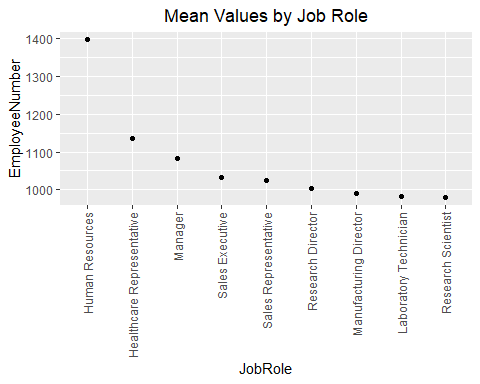 Mean Values by Job Role
EmployeeNumber
1400
1300
1200
1100
1000
Human Resources
Healthcare Representative
Manager
Sales Executive
Sales Representative
Research Director
Manufacturing Director
Laboratory Technician
Research Scientist
JobRole